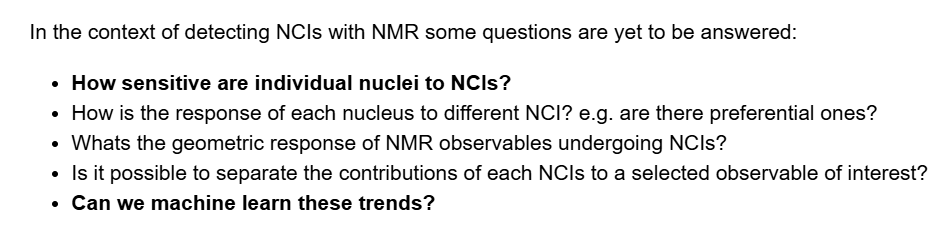 In the context of detecting NCIs with NMR some questions are yet to be answered:
• How sensitive are individual nuclei to NCIs?
• How is the response of each nucleus to different NCI? e.g. are there preferential ones?
• Whats the geometric response of NMR observables undergoing NCIs?
• Is it possible to separate the contributions of each NCIs to a selected observable of interest?
• Can we machine learn these trends?